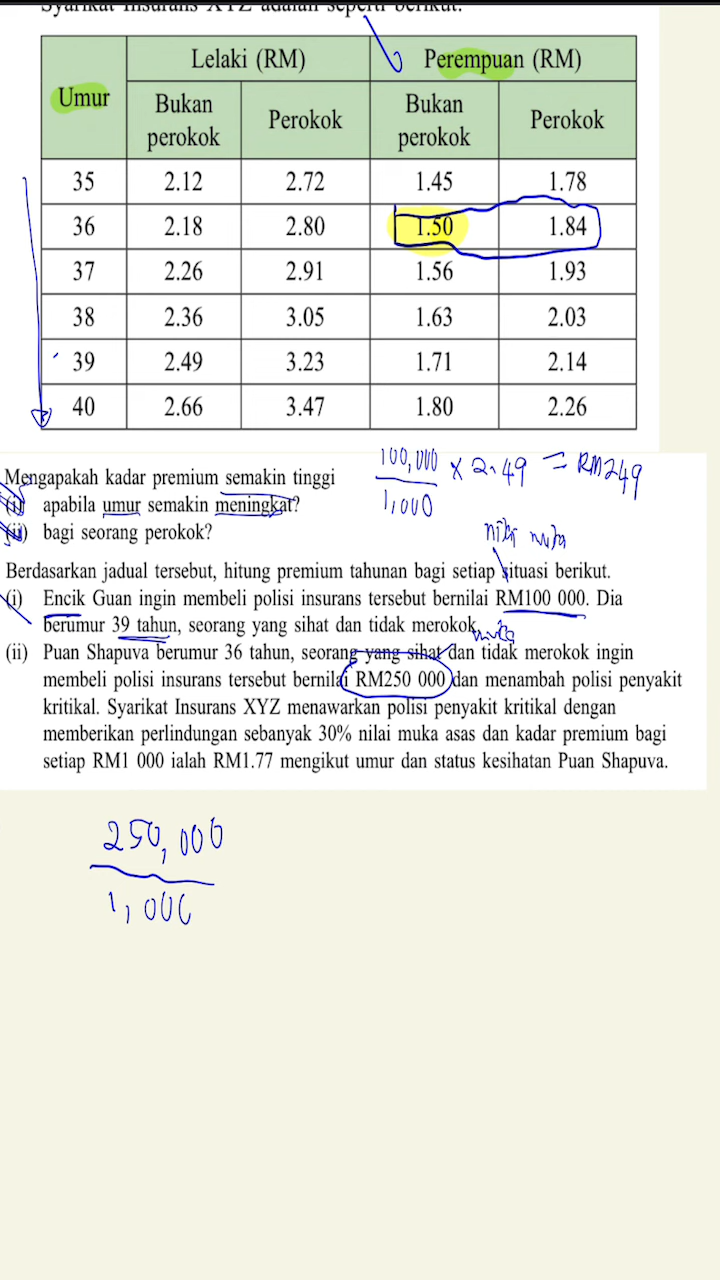 Syarikat Insurans XYZ adalah seperti berikut.
Umur Lelaki (RM) Perempuan (RM)
Bukan perokok Perokok Bukan perokok Perokok
35 2.12 2.72 1.45 1.78
36 2.18 2.80 1.50 1.84
37 2.26 2.91 1.56 1.93
38 2.36 3.05 1.63 2.03
39 2.49 3.23 1.71 2.14
40 2.66 3.47 1.80 2.26
Mengapakah kadar premium semakin tinggi
(i) apabila umur semakin meningkat?
(ii) bagi seorang perokok?
100,000
1,000
× 2.49 = RM249
nilai muka
Berdasarkan jadual tersebut, hitung premium tahunan bagi setiap situasi berikut.
(i) Encik Guan ingin membeli polisi insurans tersebut bernilai RM100 000. Dia
berumur 39 tahun, seorang yang sihat dan tidak merokok.
muka
(ii) Puan Shapuva berumur 36 tahun, seorang yang sihat dan tidak merokok ingin
membeli polisi insurans tersebut bernilai RM250 000 dan menambah polisi penyakit
kritikal. Syarikat Insurans XYZ menawarkan polisi penyakit kritikal dengan
memberikan perlindungan sebanyak 30% nilai muka asas dan kadar premium bagi
setiap RM1 000 ialah RM1.77 mengikut umur dan status kesihatan Puan Shapuva.
250,000
1,000